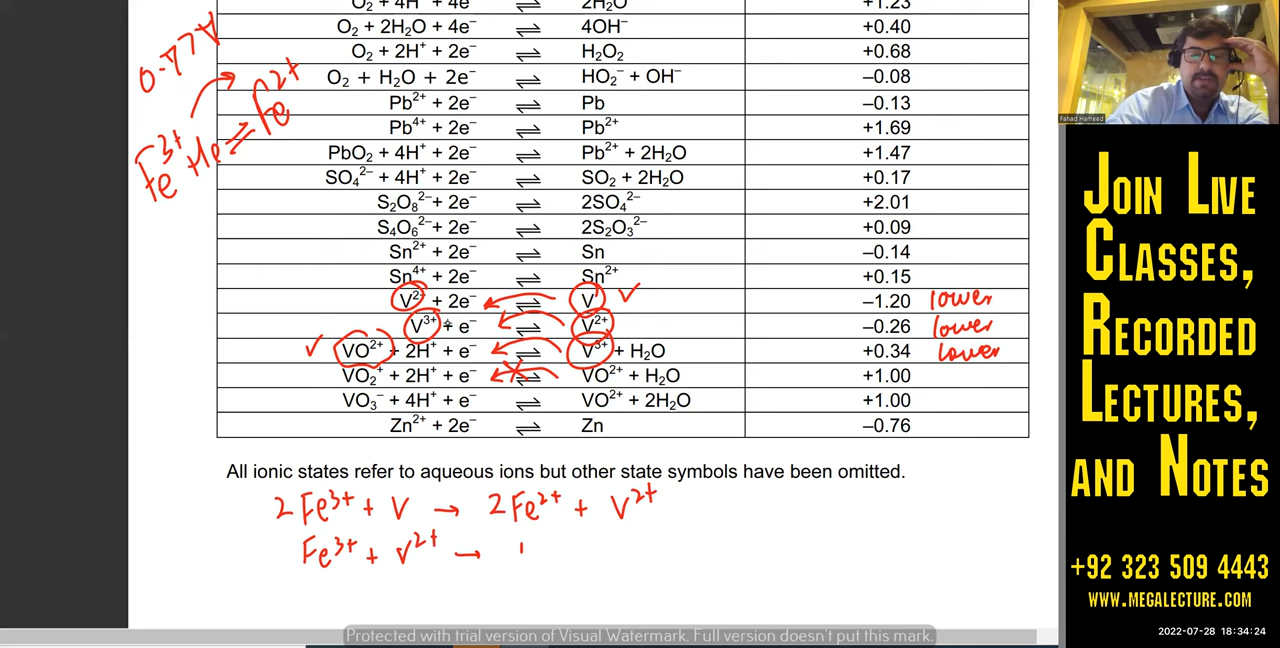 O₂ + 4H⁺ + 4e⁻ ⇌ 2H₂O +1.23
O₂ + 2H₂O + 4e⁻ ⇌ 4OH⁻ +0.40
O₂ + 2H⁺ + 2e⁻ ⇌ H₂O₂ +0.68
O₂ + H₂O + 2e⁻ ⇌ HO₂⁻ + OH⁻ –0.08
Pb²⁺ + 2e⁻ ⇌ Pb –0.13
Pb⁴⁺ + 2e⁻ ⇌ Pb²⁺ +1.69
PbO₂ + 4H⁺ + 2e⁻ ⇌ Pb²⁺ + 2H₂O +1.47
SO₄²⁻ + 4H⁺ + 2e⁻ ⇌ SO₂ + 2H₂O +0.17
S₂O₈²⁻ + 2e⁻ ⇌ 2SO₄²⁻ +2.01
S₄O₆²⁻ + 2e⁻ ⇌ 2S₂O₃²⁻ +0.09
Sn²⁺ + 2e⁻ ⇌ Sn –0.14
Sn⁴⁺ + 2e⁻ ⇌ Sn²⁺ +0.15
V²⁺ + 2e⁻ ⇌ V –1.20 lower
V³⁺ + e⁻ ⇌ V²⁺ –0.26 lower
VO²⁺ + 2H⁺ + e⁻ ⇌ V³⁺ + H₂O +0.34 lower
VO₂⁺ + 2H⁺ + e⁻ ⇌ VO²⁺ + H₂O +1.00
VO₃⁻ + 4H⁺ + e⁻ ⇌ VO²⁺ + 2H₂O +1.00
Zn²⁺ + 2e⁻ ⇌ Zn –0.76
0.77V
Fe³⁺ +1e ⇌ Fe²⁺
All ionic states refer to aqueous ions but other state symbols have been omitted.
2Fe³⁺ + V → 2Fe²⁺ + V²⁺
Fe³⁺ + V²⁺ →
Protected with trial version of Visual Watermark. Full version doesn't put this mark.
Fahad Hameed
JOIN LIVE
CLASSES,
RECORDED
LECTURES,
AND NOTES
+92 323 509 4443
WWW.MEGALECTURE.COM
2022-07-28 18:34:24